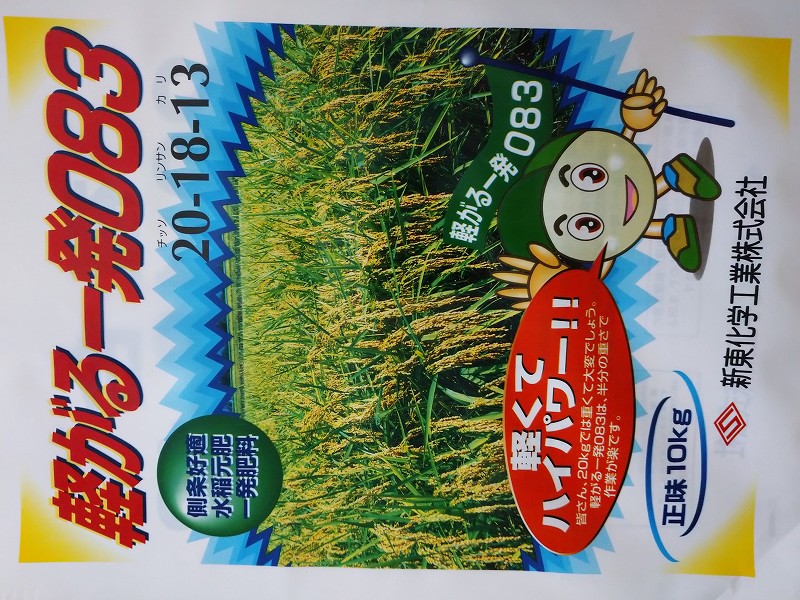 軽がる一発083
チッソ リンサン カリ
20-18-13
側条好適
水稲元肥
一発肥料
軽がる一発083
軽くて
ハイパワー!!
皆さん、20kgでは重くて大変でしょう。
軽がる一発083は、半分の重さで
作業が楽です。
正味10kg
新東化学工業株式会社